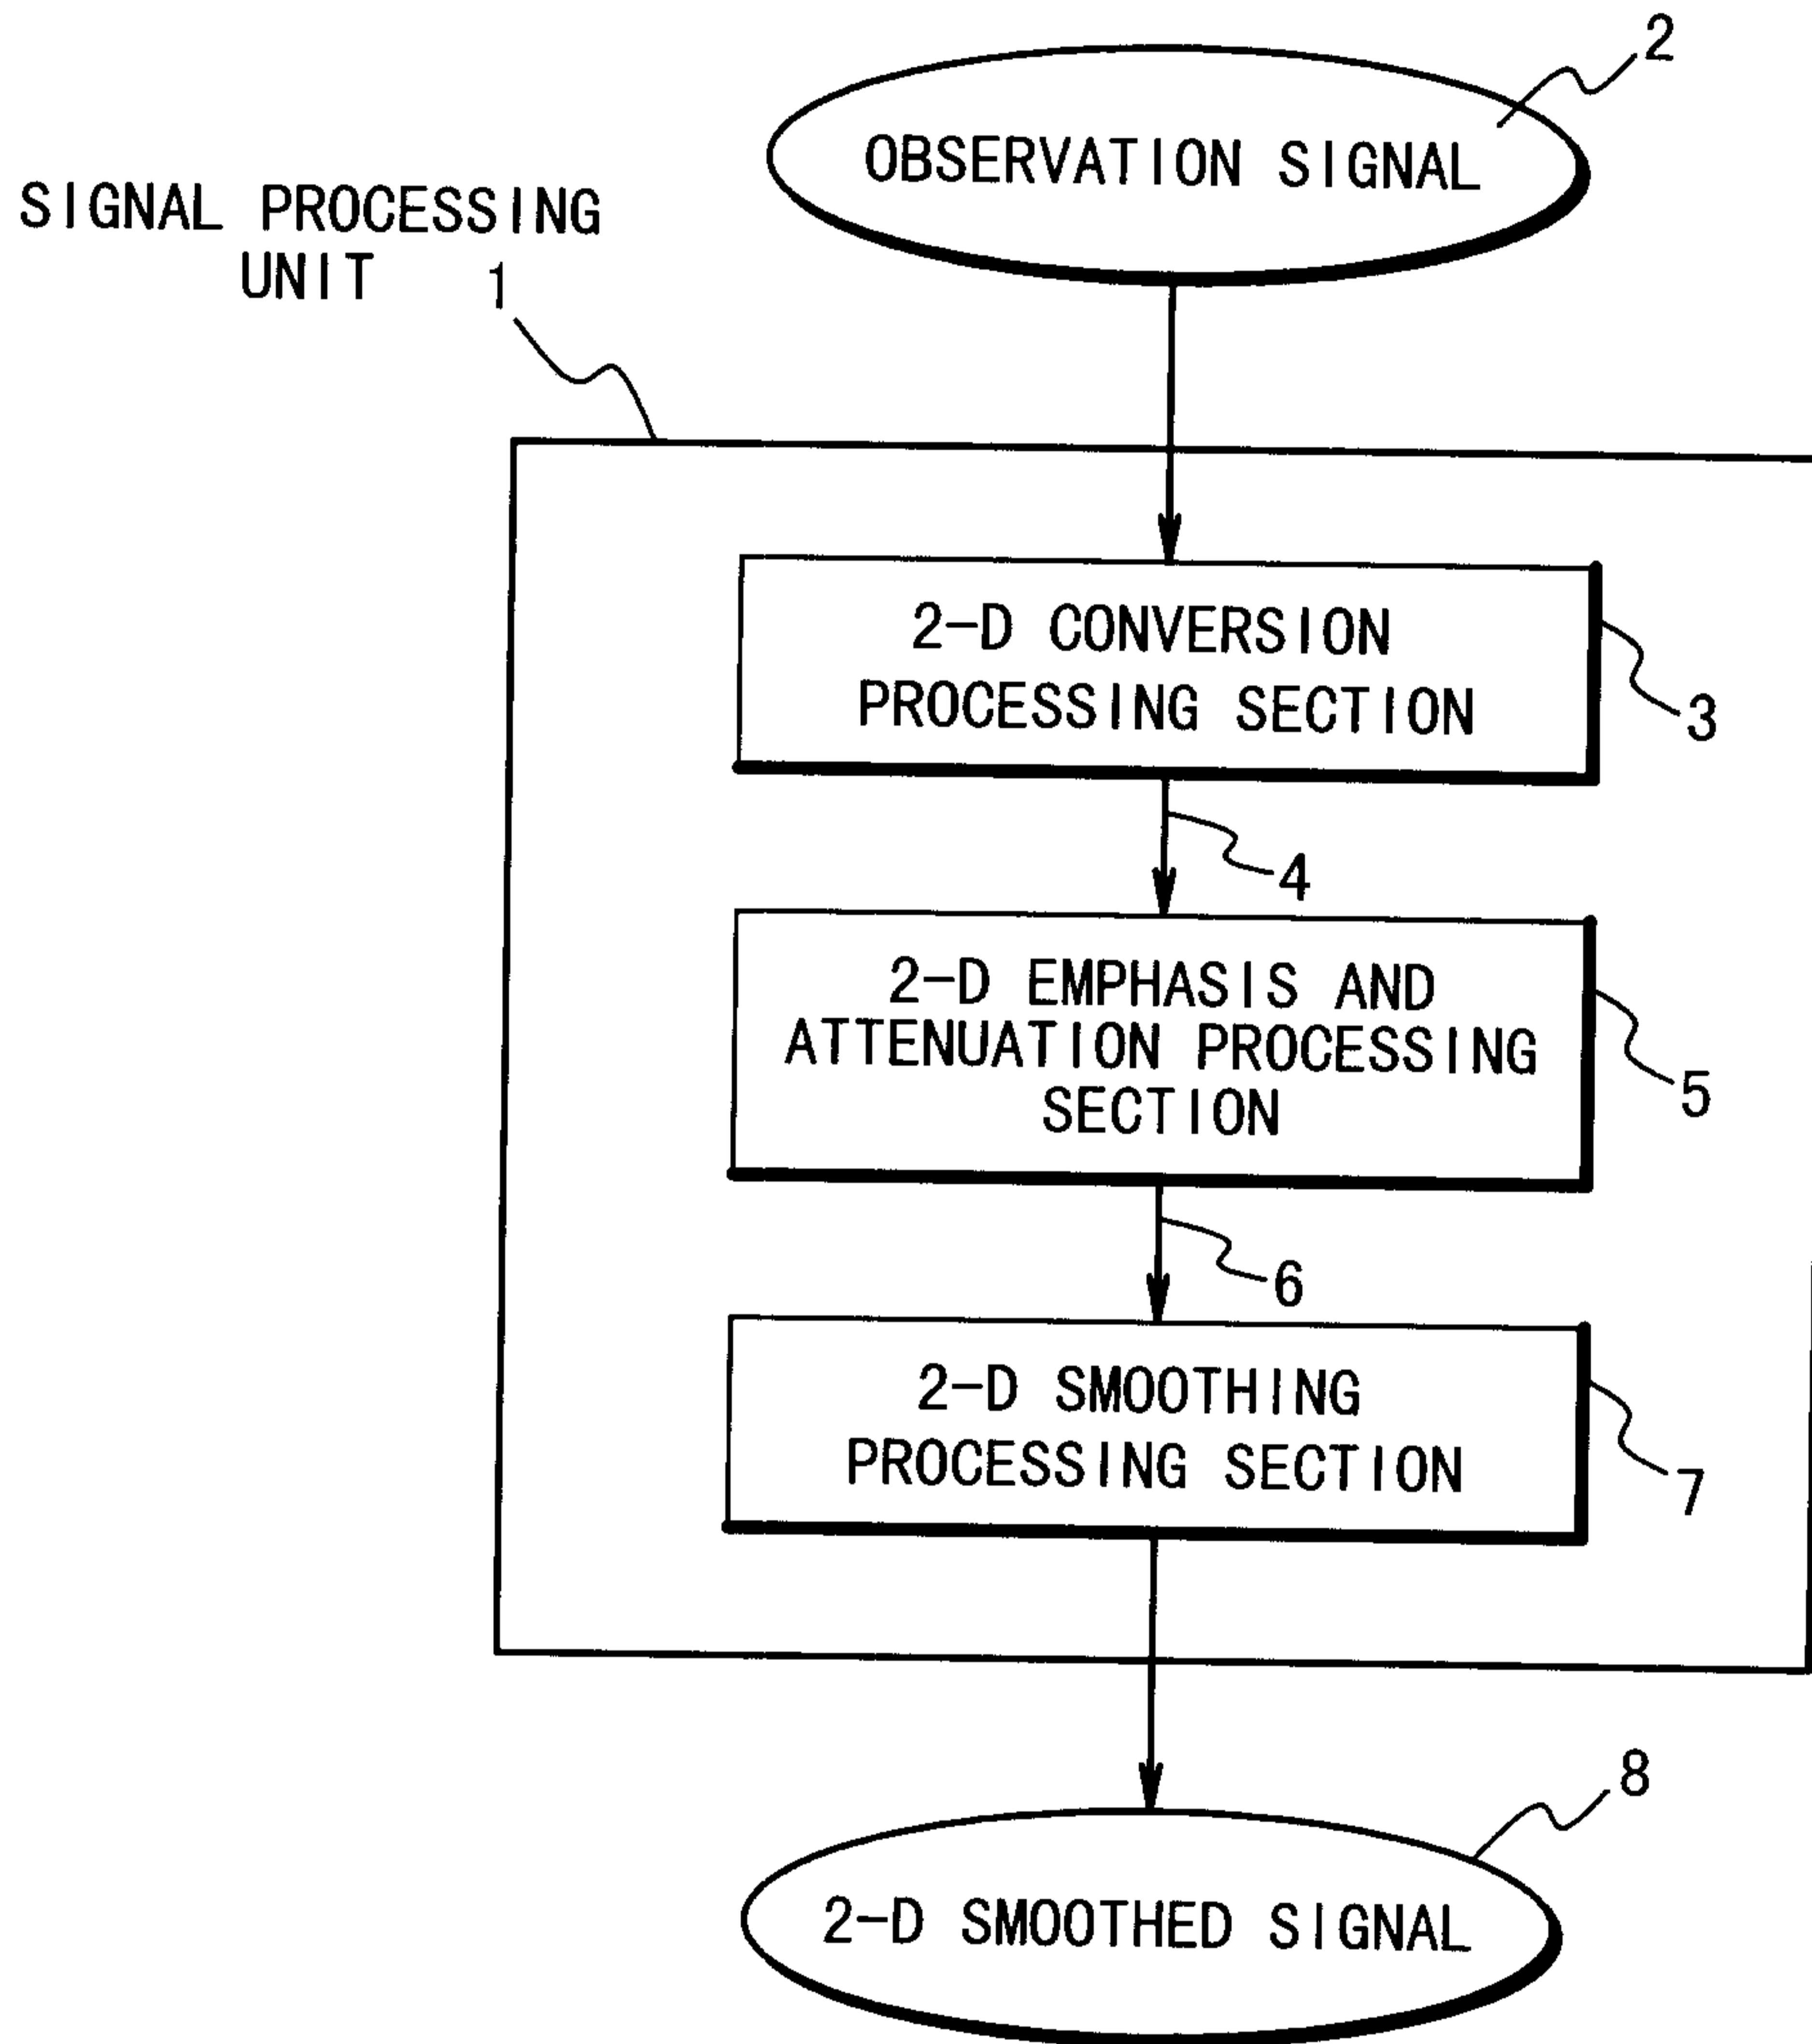 2
OBSERVATION SIGNAL
SIGNAL PROCESSING
UNIT 1
2-D CONVERSION
PROCESSING SECTION
3
4
2-D EMPHASIS AND
ATTENUATION PROCESSING
SECTION
5
6
2-D SMOOTHING
PROCESSING SECTION
7
8
2-D SMOOTHED SIGNAL